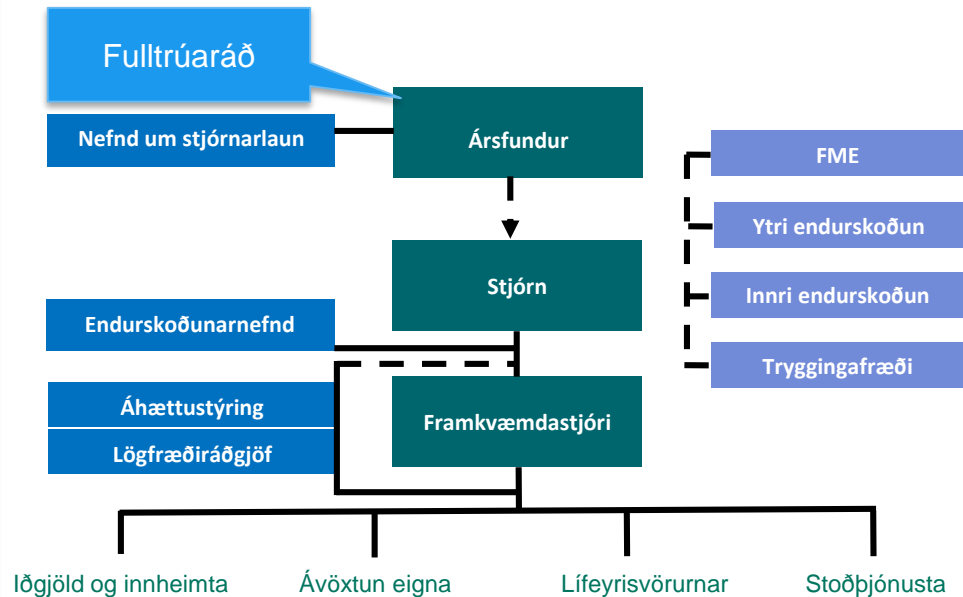 Fulltrúaráð
Nefnd um stjórnarlaun
Ársfundur
FME
Ytri endurskoðun
Stjórn
Innri endurskoðun
Endurskoðunarnefnd
Tryggingafræði
Áhættustýring
Framkvæmdastjóri
Lögfræðiráðgjöf
Iðgjöld og innheimta
Ávöxtun eigna
Lífeyrisvörurnar
Stoðþjónusta